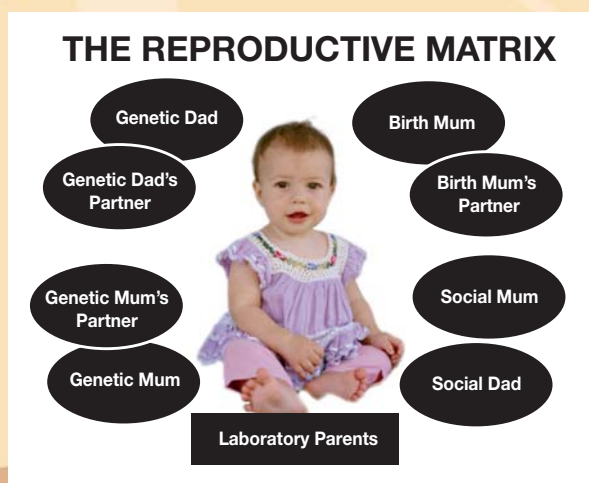 THE REPRODUCTIVE MATRIX
Genetic Dad
Birth Mum
Genetic Dad's
Partner
Birth Mum's
Partner
Genetic Mum's
Partner
Social Mum
Genetic Mum
Social Dad
Laboratory Parents